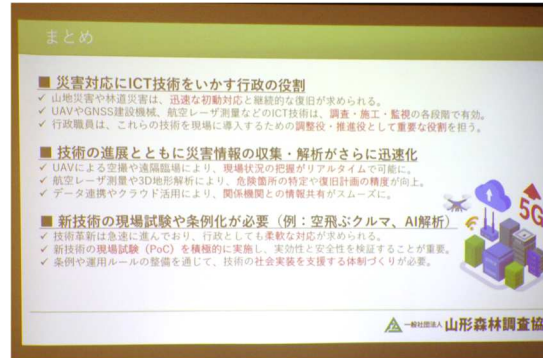 まとめ
■ 災害対応にICT技術をいかす行政の役割
✓ 山地災害や林道災害は、迅速な初動対応と継続的な復旧が求められる。
✓ UAVやGNSS建設機械、航空レーザ測量などのICT技術は、調査・施工・監視の各段階で有効。
✓ 行政職員は、これらの技術を現場に導入するための調整役・推進役として重要な役割を担う。
■ 技術の進展とともに災害情報の収集・解析がさらに迅速化
✓ UAVによる空撮や遠隔臨場により、現場状況の把握がリアルタイムで可能に。
✓ 航空レーザ測量や3D地形解析により、危険箇所の特定や復旧計画の精度が向上。
✓ データ連携やクラウド活用により、関係機関との情報共有がスムーズに。
■ 新技術の現場試験や条例化が必要（例：空飛ぶクルマ、AI解析）
✓ 技術革新は急速に進んでおり、行政としても柔軟な対応が求められる。
✓ 新技術の現場試験（PoC）を積極的に実施し、実効性と安全性を検証することが重要。
✓ 条例や運用ルールの整備を通じて、技術の社会実装を支援する体制づくりが必要。
5G
一般社団法人 山形森林調査協